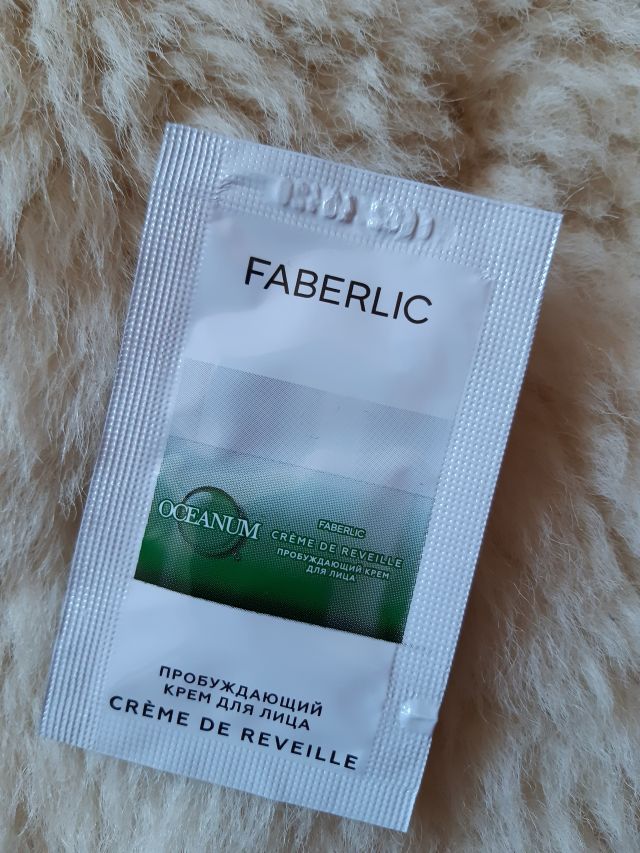 FABERLIC
OCEANUM
FABERLIC
CRÈME DE REVEILLE
ПРОБУЖДАЮЩИЙ КРЕМ
ДЛЯ ЛИЦА
ПРОБУЖДАЮЩИЙ
КРЕМ ДЛЯ ЛИЦА
CRÈME DE REVEILLE